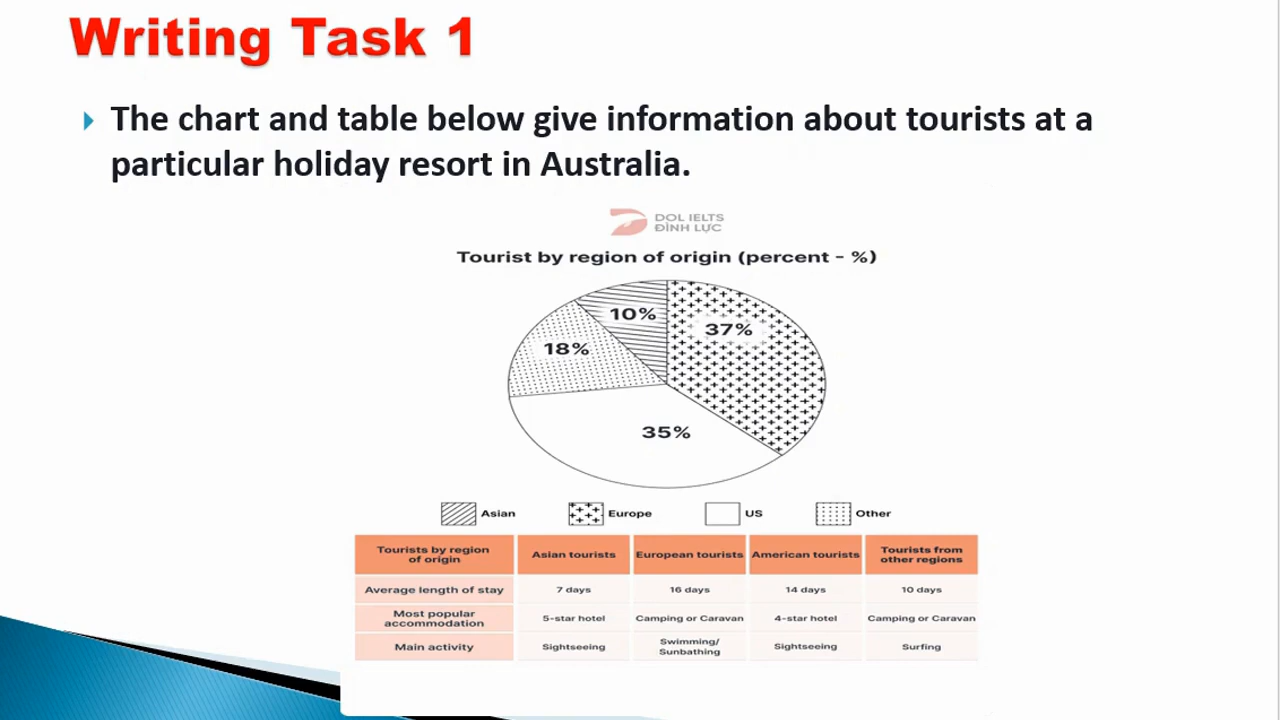 Writing Task 1
The chart and table below give information about tourists at a
particular holiday resort in Australia.
DOL IELTS
ĐÌNH LỰC
Tourist by region of origin (percent - %)
10%
37%
18%
35%
Asian Europe US Other
Tourists by region of origin Asian tourists European tourists American tourists Tourists from other regions
Average length of stay 7 days 16 days 14 days 10 days
Most popular accommodation 5-star hotel Camping or Caravan 4-star hotel Camping or Caravan
Main activity Sightseeing Swimming/ Sunbathing Sightseeing Surfing